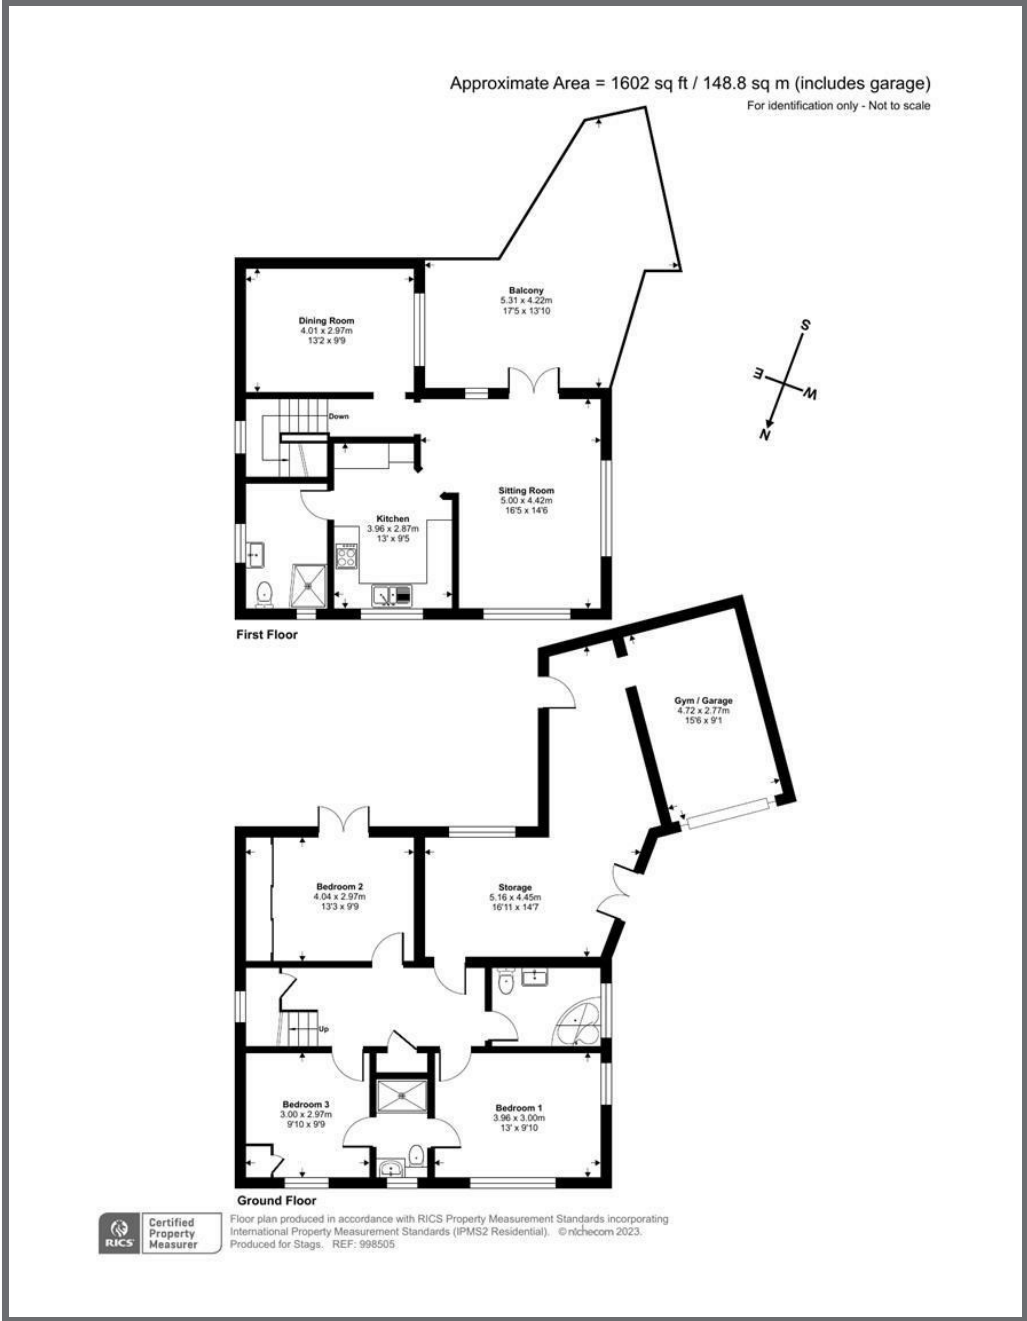 Approximate Area = 1602 sq ft / 148.8 sq m (includes garage)
For identification only - Not to scale
Balcony
5.31 x 4.22m
17'5 x 13'10
Dining Room
4.01 x 2.97m
13'2 x 9'9
S
E
W
N
Down
Sitting Room
5.00 x 4.42m
16'5 x 14'6
Kitchen
3.96 x 2.87m
13' x 9'5
First Floor
Gym / Garage
4.72 x 2.77m
15'6 x 9'1
Bedroom 2
4.04 x 2.97m
13'3 x 9'9
Storage
5.16 x 4.45m
16'11 x 14'7
Up
Bedroom 3
3.00 x 2.97m
9'10 x 9'9
Bedroom 1
3.96 x 3.00m
13' x 9'10
Ground Floor
RICS
Certified
Property
Measurer
Floor plan produced in accordance with RICS Property Measurement Standards incorporating
International Property Measurement Standards (IPMS2 Residential). © nichecom 2023.
Produced for Stags. REF: 998505